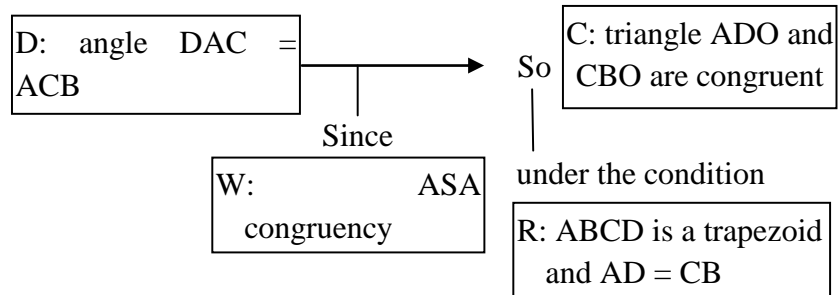 D: angle DAC =
ACB
So
C: triangle ADO and
CBO are congruent
Since
W: ASA
congruency
under the condition
R: ABCD is a trapezoid
and AD = CB